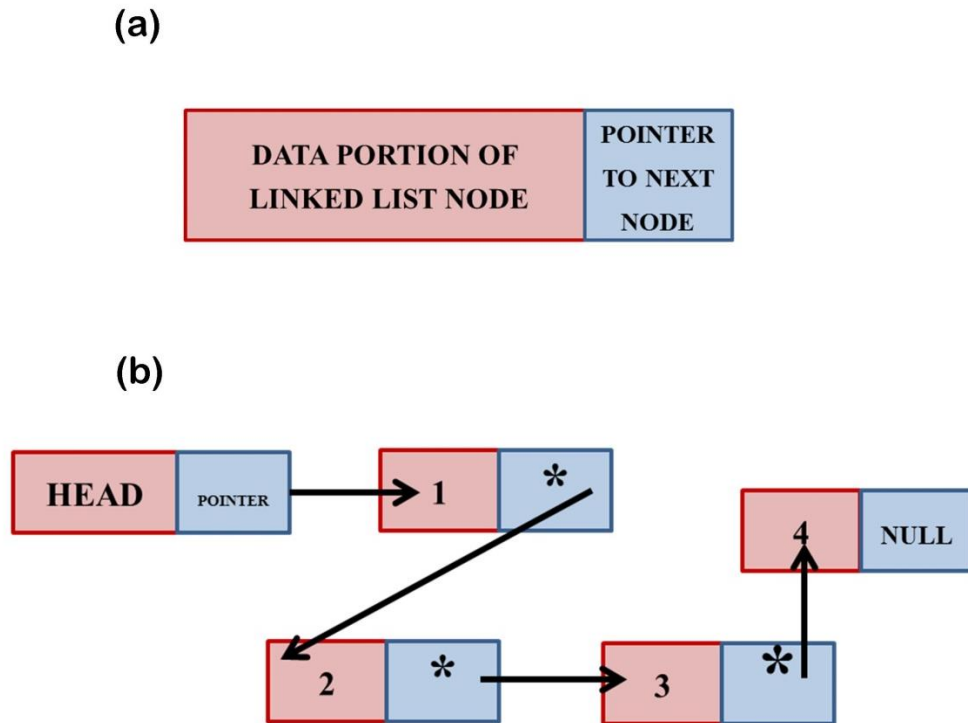 (a)
DATA PORTION OF
LINKED LIST NODE
POINTER
TO NEXT
NODE
(b)
HEAD
POINTER
1
*
4
NULL
2
*
3
*